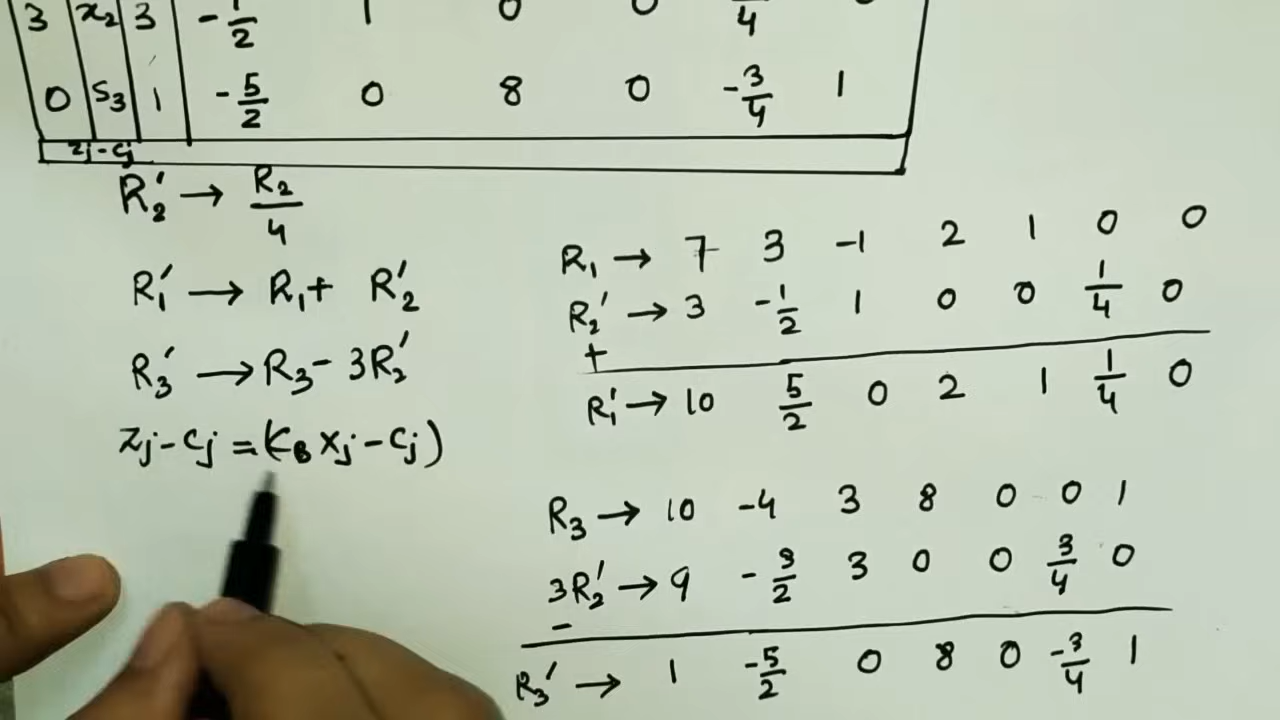 3 x₂ 3 -1/2 1 0 0 1/4
0 S₃ 1 -5/2 0 8 0 -3/4 1
zj-cj
R₂′ → R₂/4
R₁′ → R₁+ R₂′
R₃′ → R₃- 3R₂′
Zj-Cj =(C_B Xj - Cj)
R₁ → 7 3 -1 2 1 0 0
R₂′ → 3 -1/2 1 0 0 1/4 0
+
R₁′ → 10 5/2 0 2 1 1/4 0
R₃ → 10 -4 3 8 0 0 1
3R₂′ → 9 -3/2 3 0 0 3/4 0
-
R₃′ → 1 -5/2 0 8 0 -3/4 1